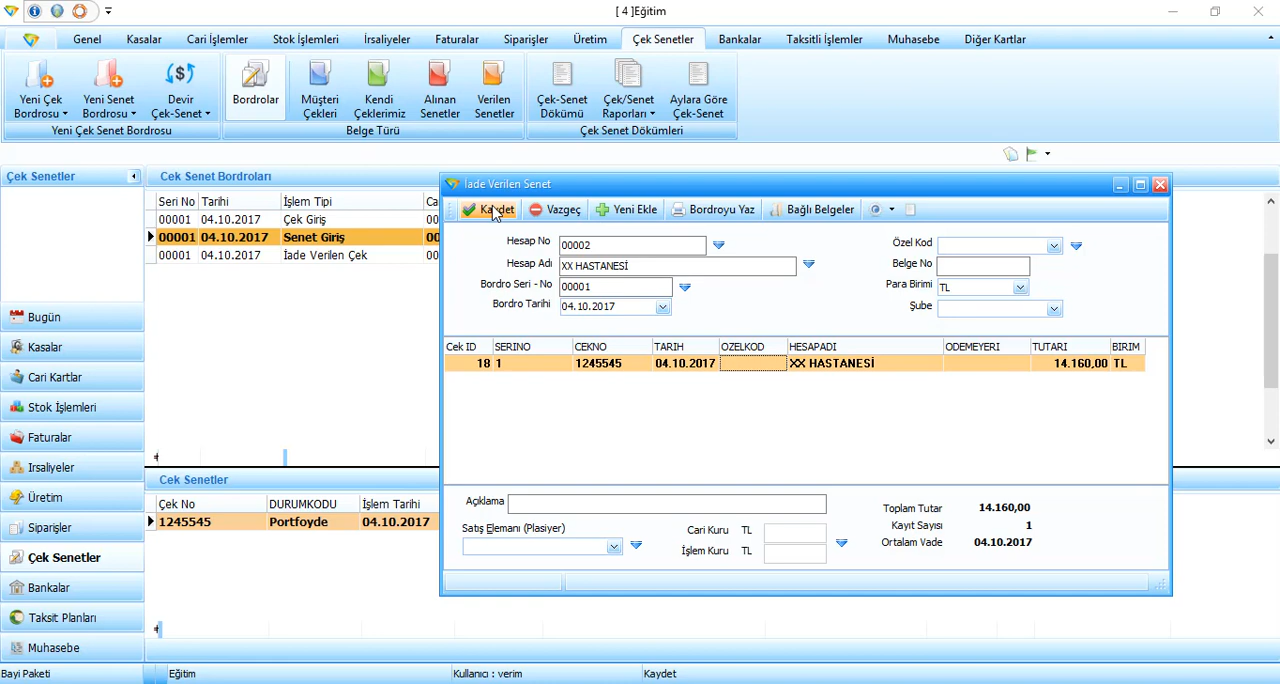 [ 4 ]Eğitim
Genel Kasalar Cari İşlemler Stok İşlemleri İrsaliyeler Faturalar Siparişler Üretim Çek Senetler Bankalar Taksitli İşlemler Muhasebe Diğer Kartlar
Yeni Çek Bordrosu
Yeni Senet Bordrosu
Devir Çek-Senet
Bordrolar
Müşteri Çekleri
Kendi Çeklerimiz
Alınan Senetler
Verilen Senetler
Çek-Senet Dökümü
Çek/Senet Raporları
Aylara Göre Çek-Senet
Yeni Çek Senet Bordrosu
Belge Türü
Çek Senet Dökümleri
Çek Senetler
Cek Senet Bordroları
Seri No Tarihi İşlem Tipi Ca
00001 04.10.2017 Çek Giriş 00
00001 04.10.2017 Senet Giriş 00
00001 04.10.2017 İade Verilen Çek 00
Bugün
Kasalar
Cari Kartlar
Stok İşlemleri
Faturalar
Irsaliyeler
Üretim
Siparişler
Çek Senetler
Bankalar
Taksit Planları
Muhasebe
Cek Senetler
Çek No DURUMKODU İşlem Tarihi
1245545 Portfoyde 04.10.2017
İade Verilen Senet
Kaydet Vazgeç Yeni Ekle Bordroyu Yaz Bağlı Belgeler
Hesap No 00002
Hesap Adı XX HASTANESİ
Bordro Seri - No 00001
Bordro Tarihi 04.10.2017
Özel Kod
Belge No
Para Birimi TL
Şube
Cek ID SERINO CEKNO TARIH OZELKOD HESAPADI ODEMEYERI TUTARI BIRIM
18 1 1245545 04.10.2017 XX HASTANESİ 14.160,00 TL
Açıklama
Satış Elemanı (Plasiyer)
Cari Kuru TL
İşlem Kuru TL
Toplam Tutar 14.160,00
Kayıt Sayısı 1
Ortalam Vade 04.10.2017
Bayi Paketi Eğitim Kullanıcı : verim Kaydet